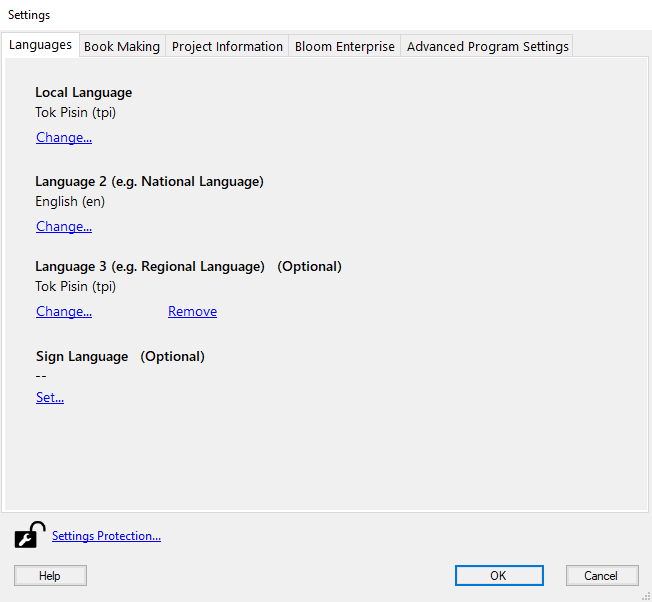 Settings
Languages Book Making Project Information Bloom Enterprise Advanced Program Settings
Local Language
Tok Pisin (tpi)
Change...
Language 2 (e.g. National Language)
English (en)
Change...
Language 3 (e.g. Regional Language) (Optional)
Tok Pisin (tpi)
Change... Remove
Sign Language (Optional)
--
Set...
Settings Protection...
Help OK Cancel